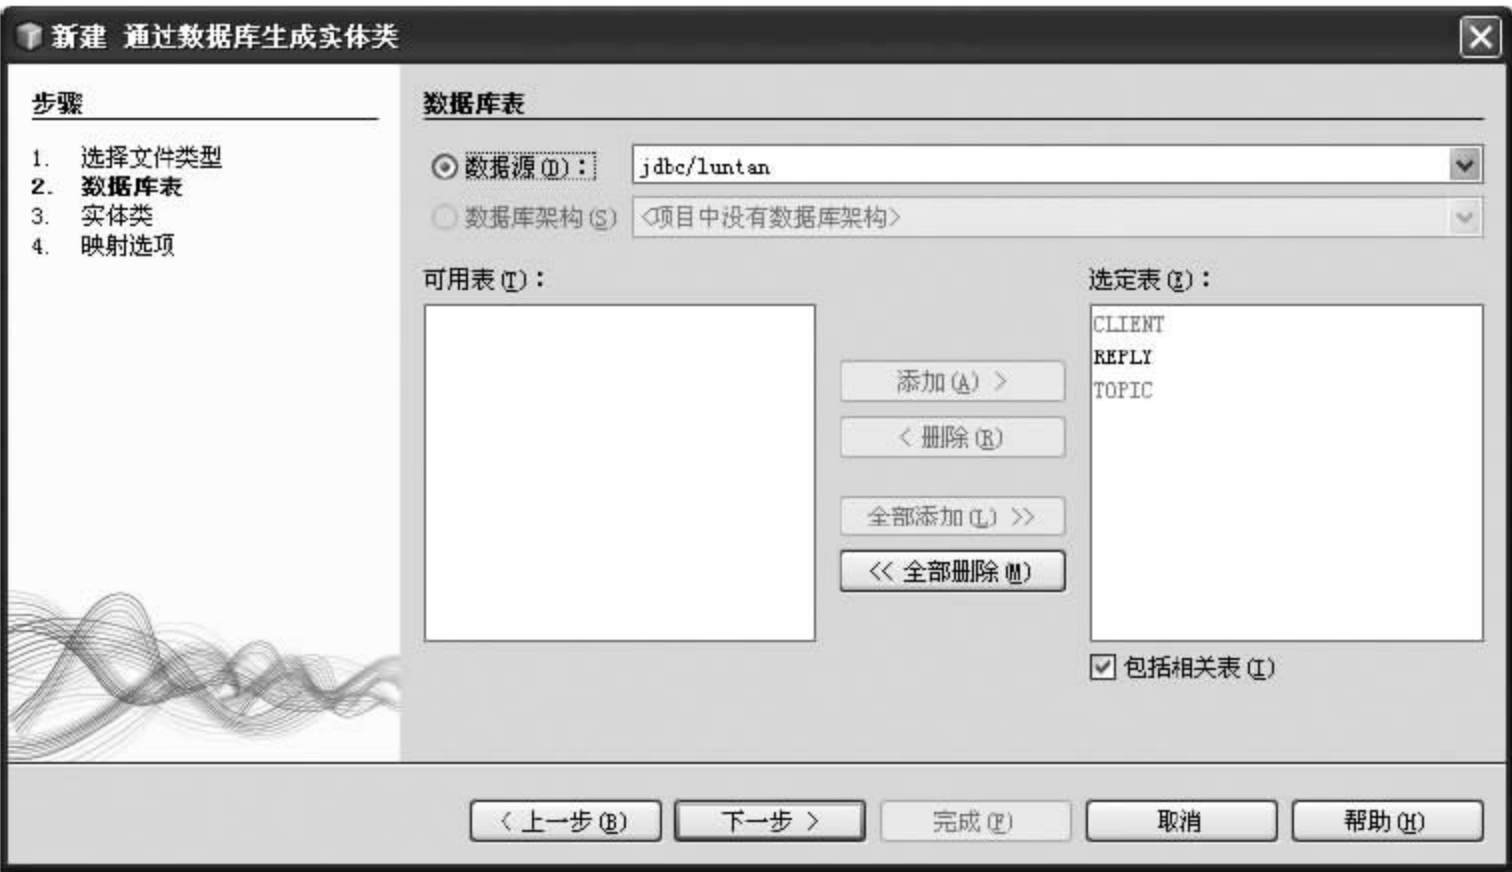 新建 通过数据库生成实体类
步骤
1. 选择文件类型
2. 数据库表
3. 实体类
4. 映射选项
数据库表
数据源(D)： jdbc/luntan
数据库架构(S) <项目中没有数据库架构>
可用表(T)：
选定表(E)：
CLIENT
REPLY
TOPIC
添加(A) >
< 删除(R)
全部添加(L) >>
<< 全部删除(M)
包括相关表(I)
< 上一步(B)
下一步 >
完成(F)
取消
帮助(H)